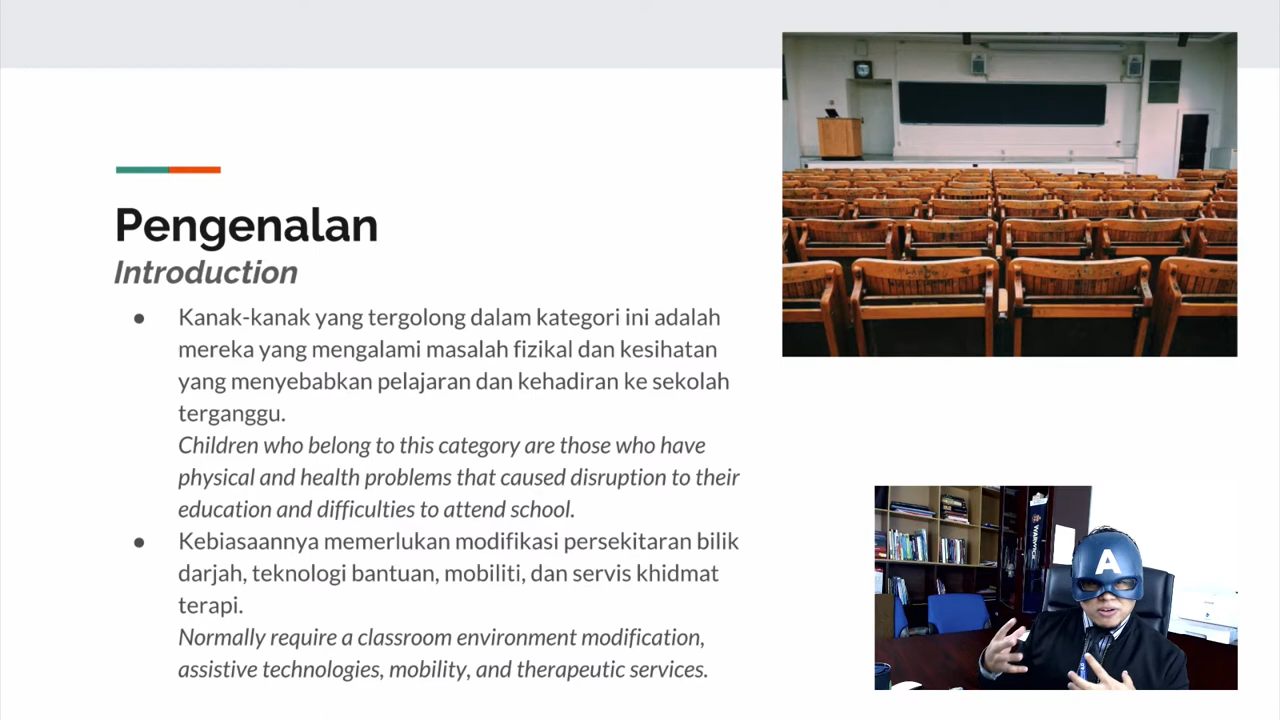 Pengenalan
Introduction
● Kanak-kanak yang tergolong dalam kategori ini adalah
mereka yang mengalami masalah fizikal dan kesihatan
yang menyebabkan pelajaran dan kehadiran ke sekolah
terganggu.
Children who belong to this category are those who have
physical and health problems that caused disruption to their
education and difficulties to attend school.
● Kebiasaannya memerlukan modifikasi persekitaran bilik
darjah, teknologi bantuan, mobiliti, dan servis khidmat
terapi.
Normally require a classroom environment modification,
assistive technologies, mobility, and therapeutic services.
WARWICK
A